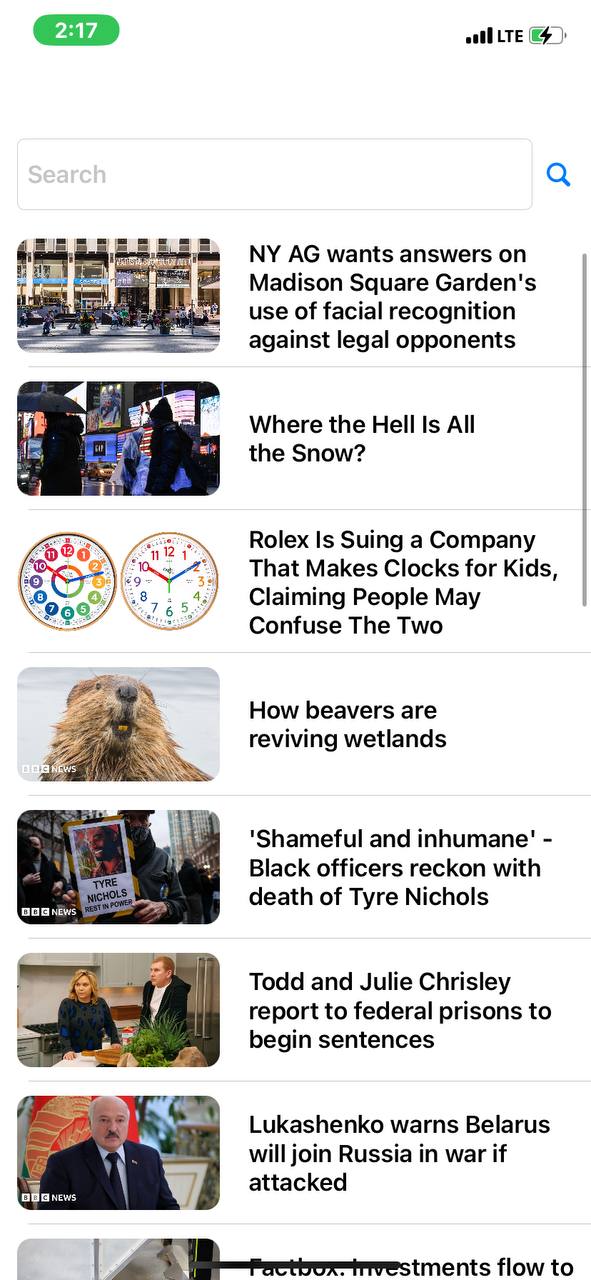 2:17
LTE
Search
NY AG wants answers on
Madison Square Garden's
use of facial recognition
against legal opponents
GAP
Where the Hell Is All
the Snow?
Rolex Is Suing a Company
That Makes Clocks for Kids,
Claiming People May
Confuse The Two
BBC NEWS
How beavers are
reviving wetlands
TYRE
NICHOLS
REST IN POWER
BBC NEWS
'Shameful and inhumane' -
Black officers reckon with
death of Tyre Nichols
Todd and Julie Chrisley
report to federal prisons to
begin sentences
BBC NEWS
Lukashenko warns Belarus
will join Russia in war if
attacked
Factbox: Investments flow to